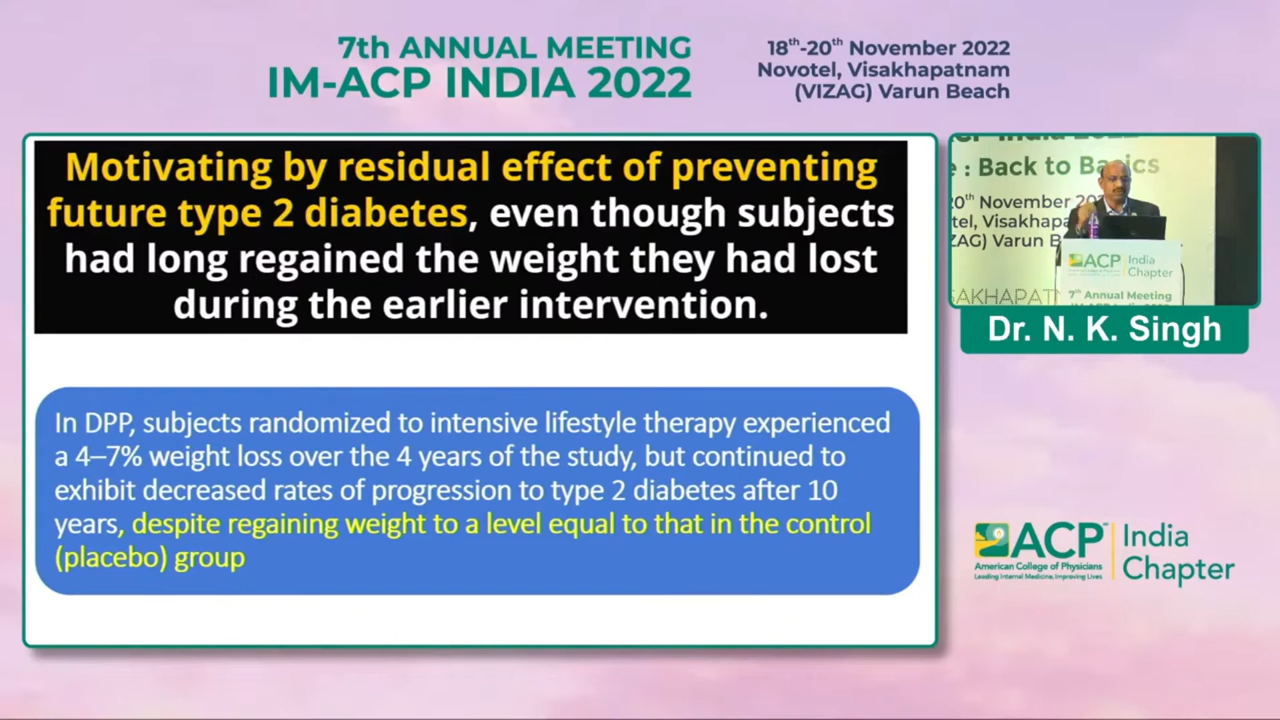 7th ANNUAL MEETING
IM-ACP INDIA 2022
18th-20th November 2022
Novotel, Visakhapatnam
(VIZAG) Varun Beach
Motivating by residual effect of preventing
future type 2 diabetes, even though subjects
had long regained the weight they had lost
during the earlier intervention.
In DPP, subjects randomized to intensive lifestyle therapy experienced
a 4–7% weight loss over the 4 years of the study, but continued to
exhibit decreased rates of progression to type 2 diabetes after 10
years, despite regaining weight to a level equal to that in the control
(placebo) group
: Back to Basics
November
Varun
ACP India
Chapter
7th Annual Meeting
Dr. N. K. Singh
ACP
American College of Physicians
Leading Internal Medicine, Improving Lives
India
Chapter